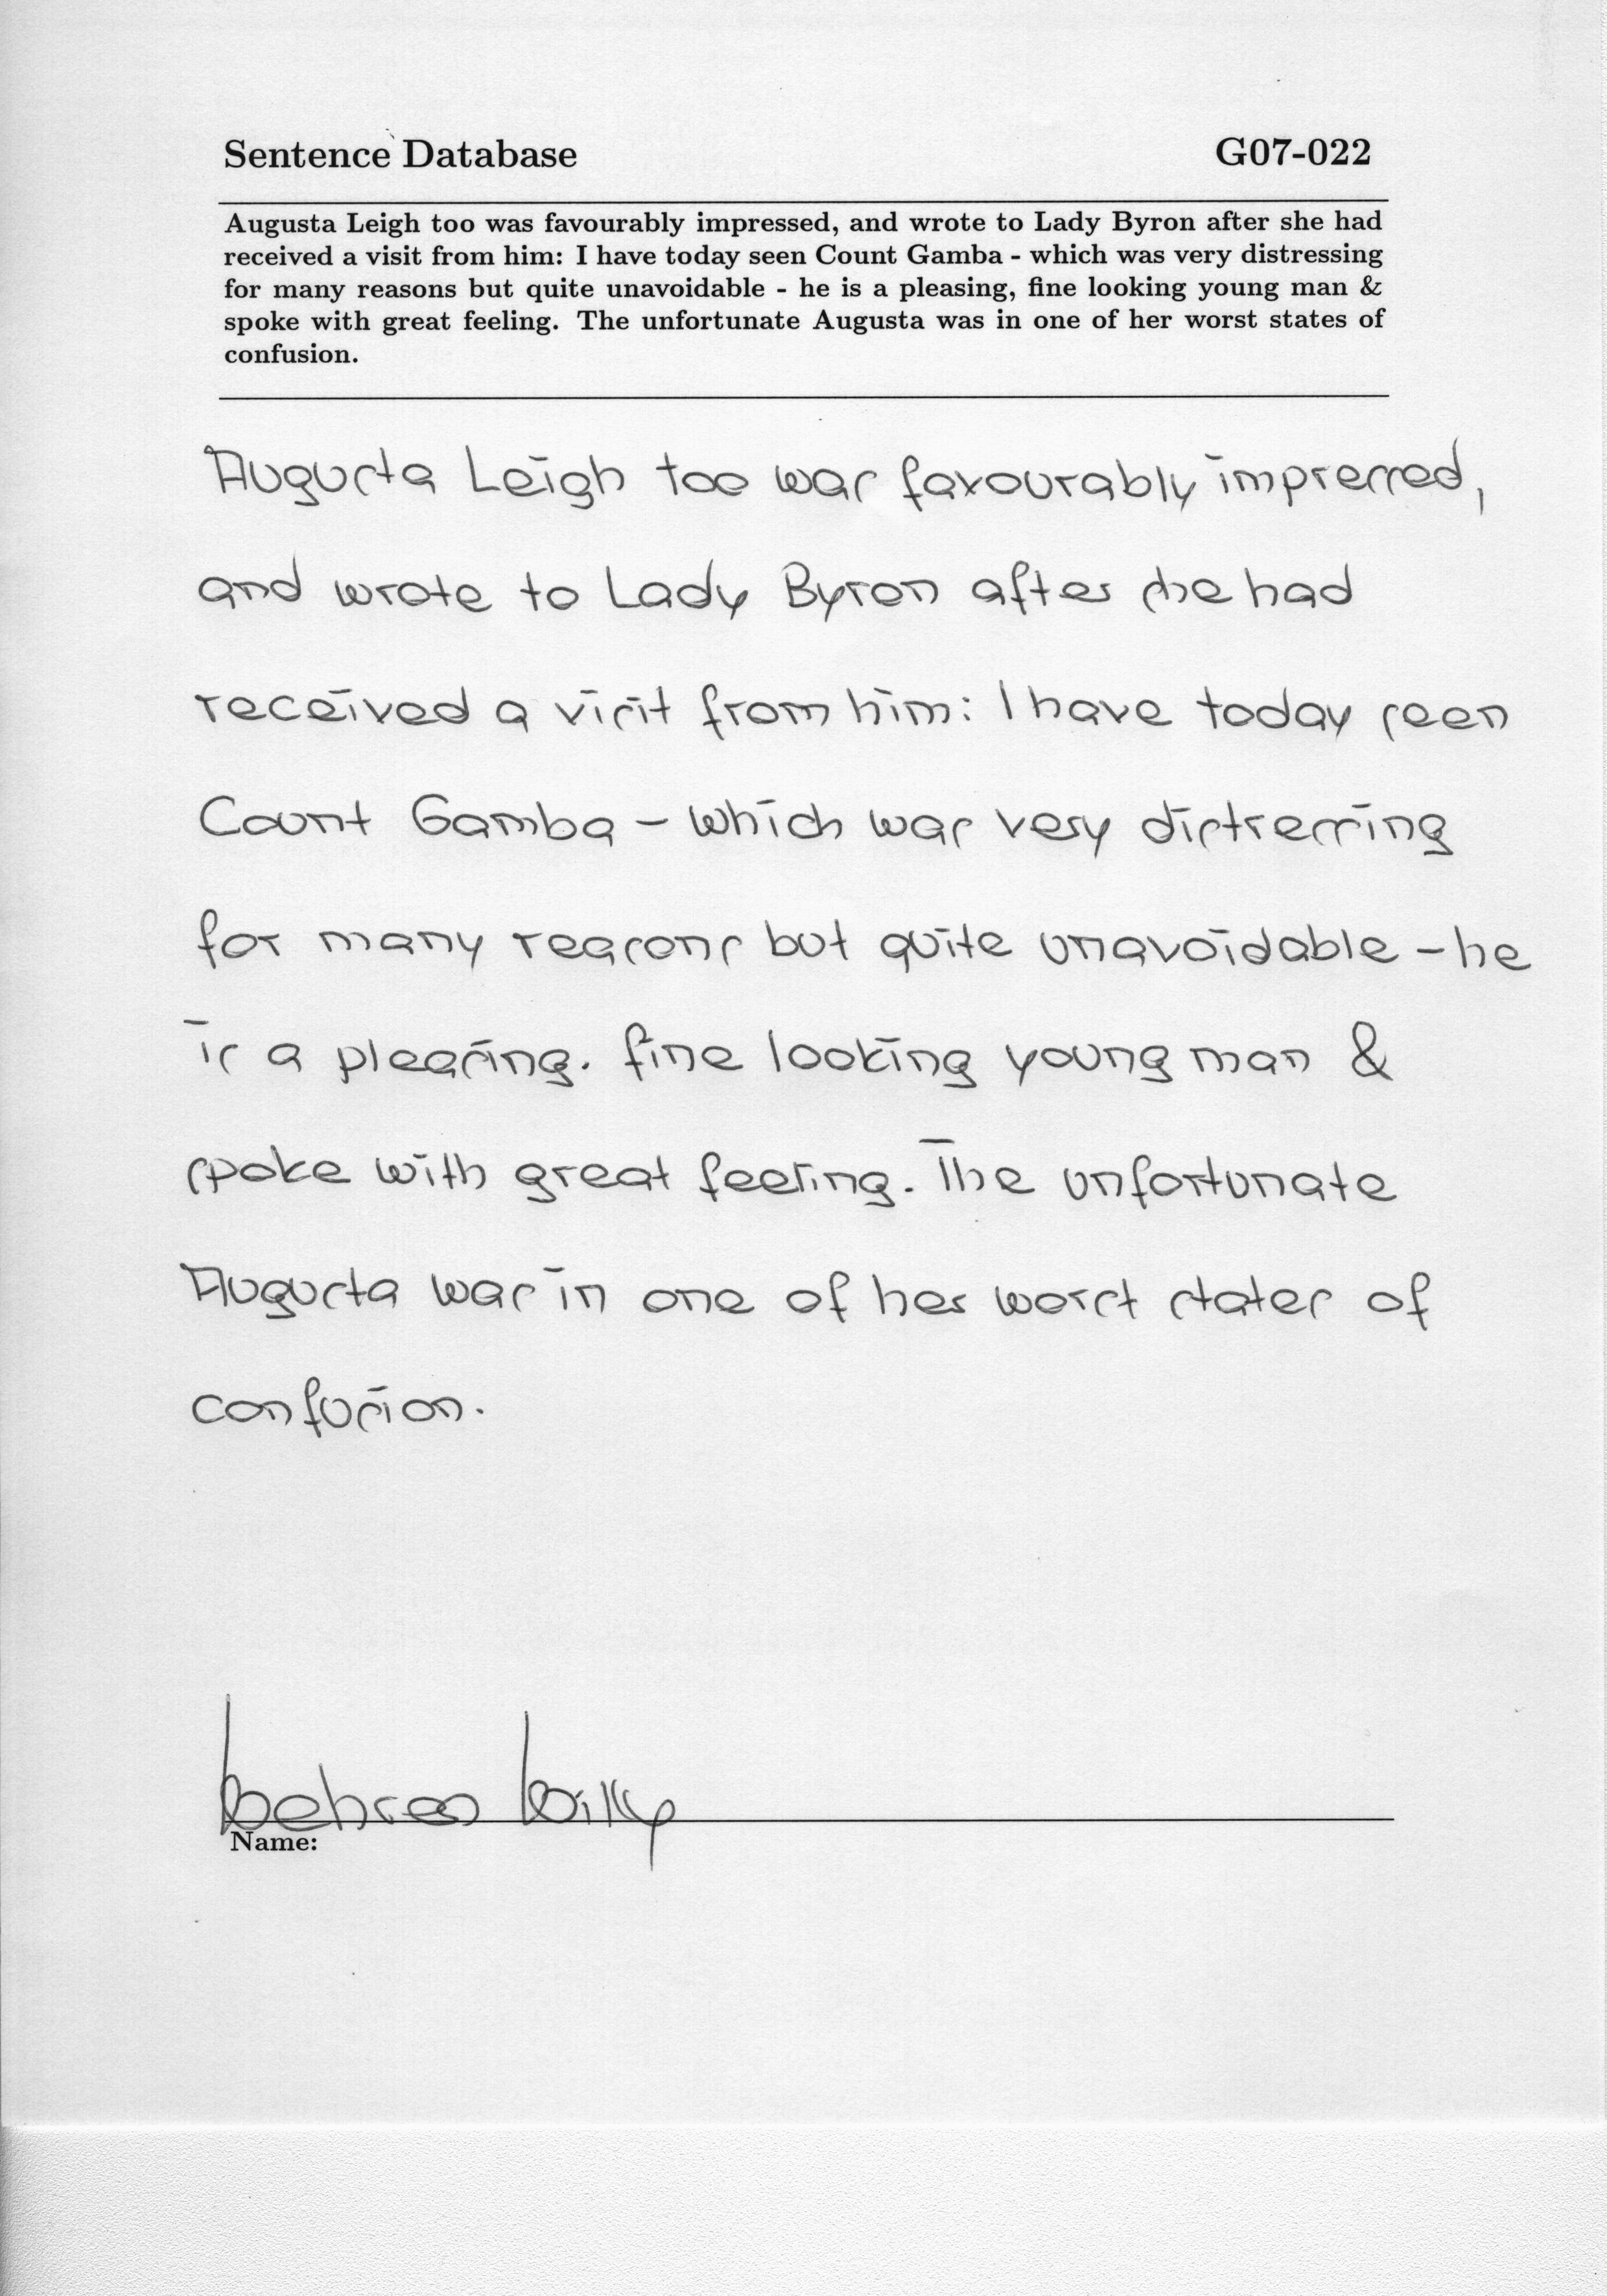 Sentence Database G07-022
Augusta Leigh too was favourably impressed, and wrote to Lady Byron after she had
received a visit from him: I have today seen Count Gamba - which was very distressing
for many reasons but quite unavoidable - he is a pleasing, fine looking young man &
spoke with great feeling. The unfortunate Augusta was in one of her worst states of
confusion.
Augusta Leigh too was favourably impressed,
and wrote to Lady Byron after she had
received a visit from him: I have today seen
Count Gamba - which was very distressing
for many reasons but quite unavoidable - he
is a pleasing. fine looking young man &
spoke with great feeling. The unfortunate
Augusta was in one of her worst states of
confusion.
Name: